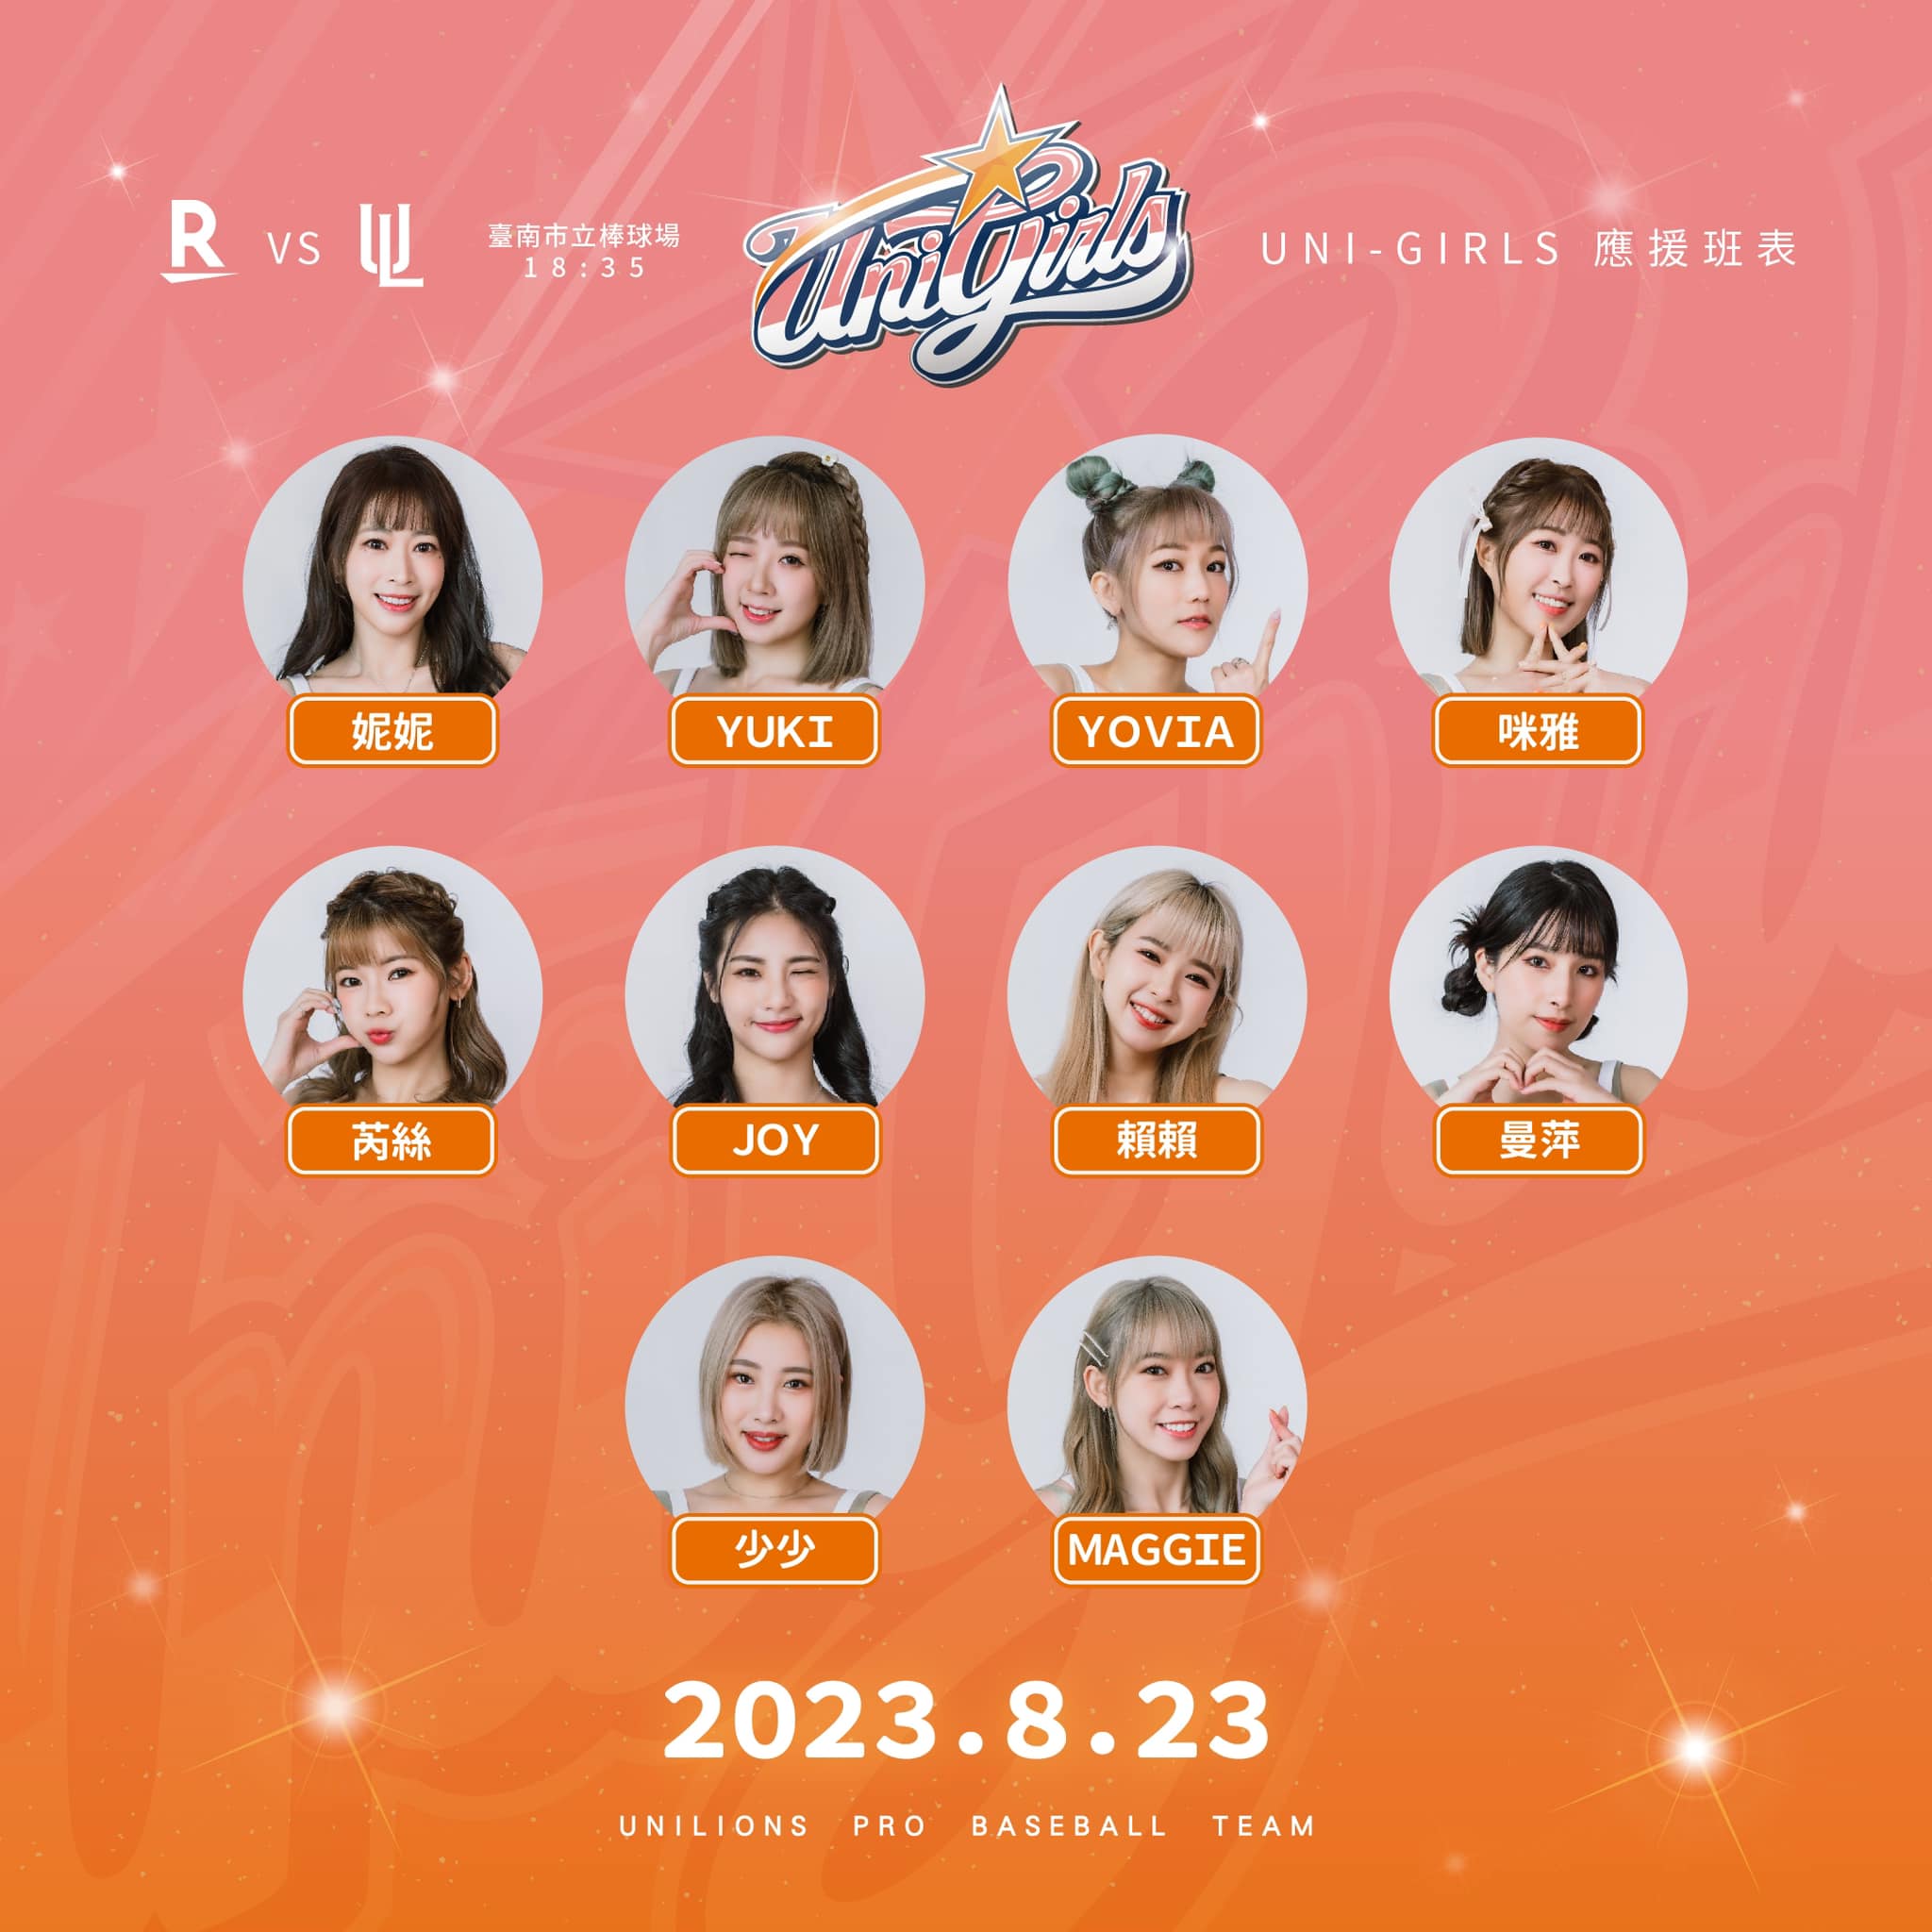 R VS UL
臺南市立棒球場
18:35
UniGirls
UNI-GIRLS 應援班表
妮妮
YUKI
YOVIA
咪雅
芮絲
JOY
賴賴
曼萍
少少
MAGGIE
2023.8.23
UNILIONS PRO BASEBALL TEAM